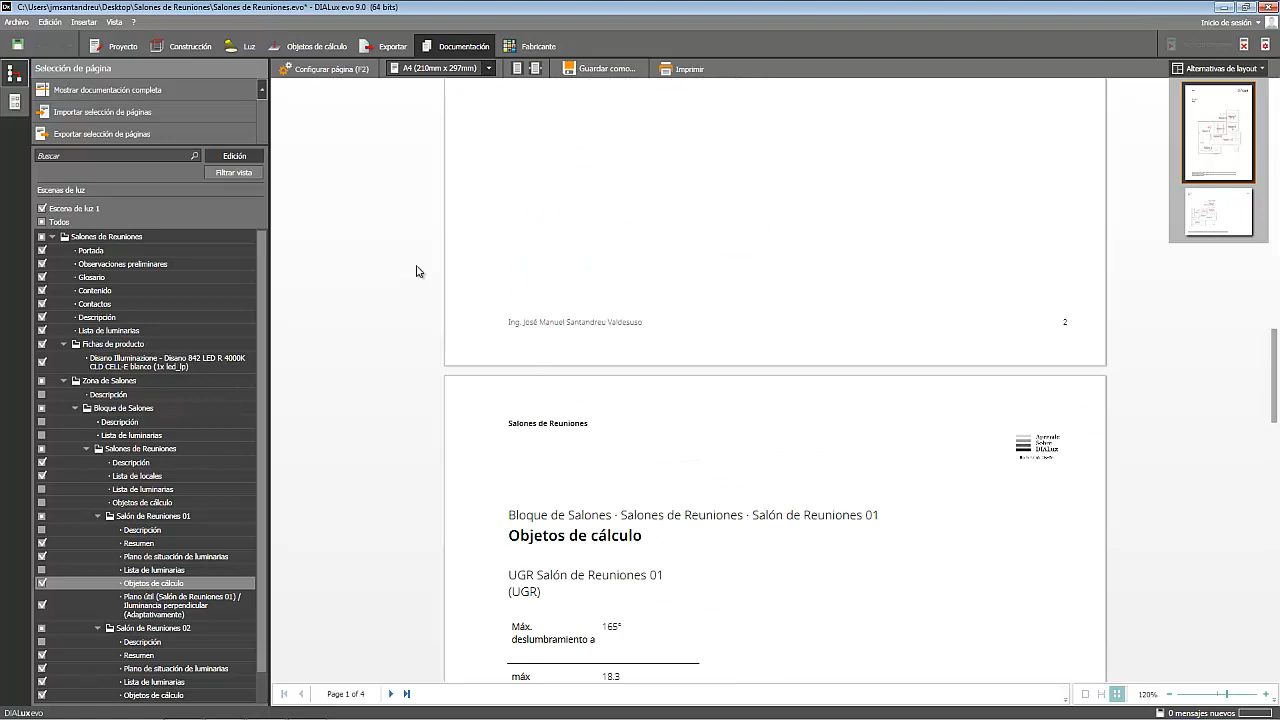 C:\Users\jmsantandreu\Desktop\Salones de Reuniones\Salones de Reuniones.evo* - DIALux evo 9.0  (64 bits)
Archivo Edición Insertar Vista ?
Inicio de sesión
Proyecto Construcción Luz Objetos de cálculo Exportar Documentación Fabricante
Selección de página
Configurar página (F2) A4 (210mm x 297mm) Guardar como... Imprimir
Alternativas de layout
Mostrar documentación completa
Importar selección de páginas
Exportar selección de páginas
Buscar
Edición
Filtrar vista
Escenas de luz
Escena de luz 1
Todos
Salones de Reuniones
· Portada
· Observaciones preliminares
· Glosario
· Contenido
· Contactos
· Descripción
· Lista de luminarias
Fichas de producto
· Disano Illuminazione - Disano 842 LED R 4000K
CLD CELL-E blanco (1x led_lp)
Zona de Salones
· Descripción
Bloque de Salones
· Descripción
· Lista de luminarias
Salones de Reuniones
· Descripción
· Lista de locales
· Lista de luminarias
· Objetos de cálculo
Salón de Reuniones 01
· Descripción
· Resumen
· Plano de situación de luminarias
· Lista de luminarias
· Objetos de cálculo
· Plano útil (Salón de Reuniones 01) /
Iluminancia perpendicular
(Adaptativamente)
Salón de Reuniones 02
· Descripción
· Resumen
· Plano de situación de luminarias
· Lista de luminarias
· Objetos de cálculo
Ing. José Manuel Santandreu Valdesuso
2
Salones de Reuniones
Aprende
Sobre
DIALux
Bloque de Salones · Salones de Reuniones · Salón de Reuniones 01
Objetos de cálculo
UGR Salón de Reuniones 01
(UGR)
Máx. 165°
deslumbramiento a
máx 18.3
Page 1 of 4
120%
DIALux evo
0 mensajes nuevos